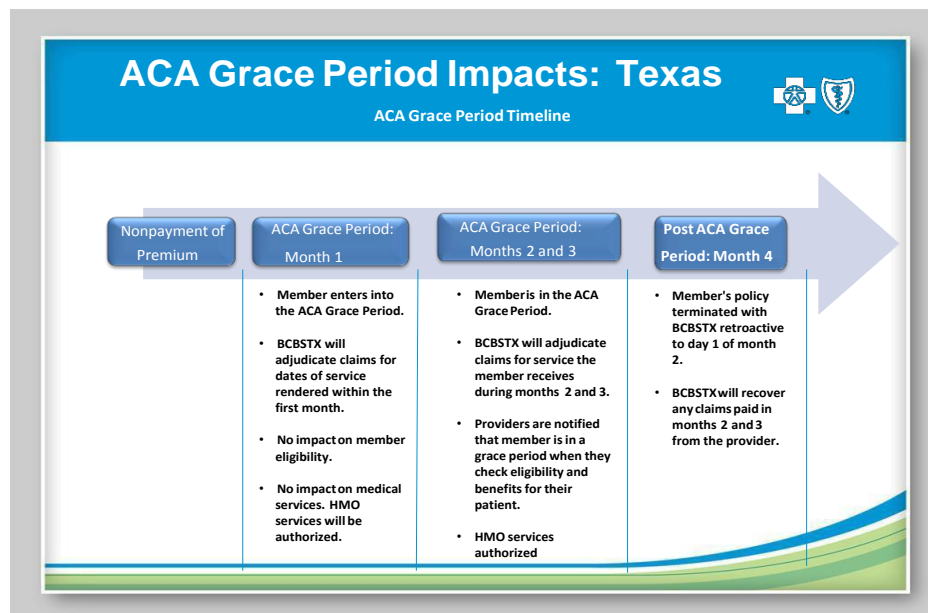 ACA Grace Period Impacts: Texas
ACA Grace Period Timeline
Nonpayment of
Premium
ACA Grace Period:
Month 1
ACA Grace Period:
Months 2 and 3
Post ACA Grace
Period: Month 4
• Member enters into
the ACA Grace Period.
• BCBSTX will
adjudicate claims for
dates of service
rendered within the
first month.
• No impact on member
eligibility.
• No impact on medical
services. HMO
services will be
authorized.
• Member is in the ACA
Grace Period.
• BCBSTX will adjudicate
claims for service the
member receives
during months 2 and 3.
• Providers are notified
that member is in a
grace period when they
check eligibility and
benefits for their
patient.
• HMO services
authorized
• Member's policy
terminated with
BCBSTX retroactive
to day 1 of month
2.
• BCBSTX will recover
any claims paid in
months 2 and 3
from the provider.